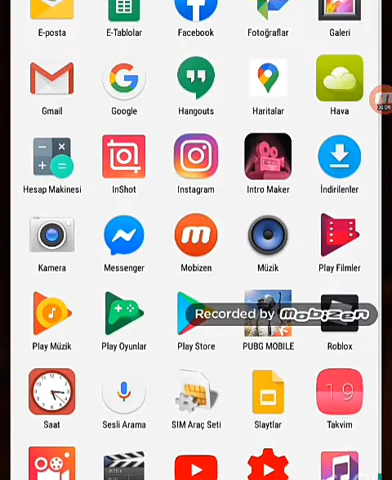 E-posta
E-Tablolar
Facebook
Fotoğraflar
Galeri
Gmail
Google
Hangouts
Haritalar
Hava
00:09
Hesap Makinesi
InShot
Instagram
Intro Maker
İndirilenler
Kamera
Messenger
Mobizen
Müzik
Play Filmler
Recorded by mobizen
Play Müzik
Play Oyunlar
Play Store
PUBG MOBILE
Roblox
19
Saat
Sesli Arama
SIM Araç Seti
Slaytlar
Takvim